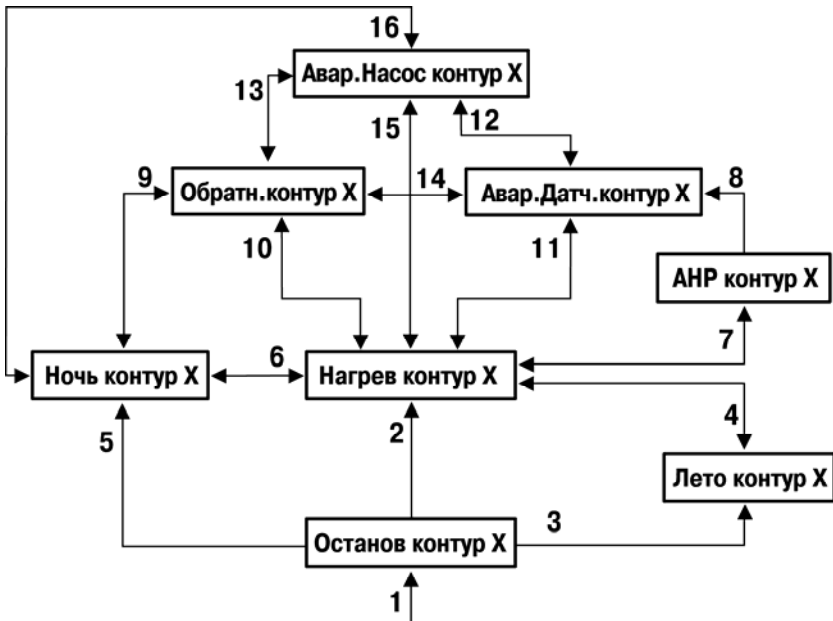 16
Авар.Насос контур X
13
15
12
9
Обратн.контур X
14
Авар.Датч.контур X
8
10
11
АНР контур X
7
Ночь контур X
6
Нагрев контур X
5
2
4
Лето контур X
Останов контур X
3
1